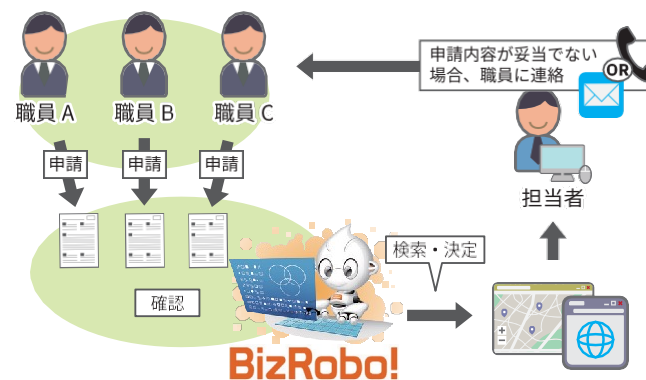 申請内容が妥当でない
場合、職員に連絡
OR
職員 A
職員 B
職員 C
申請
申請
申請
担当者
検索・決定
確認
BizRobo!